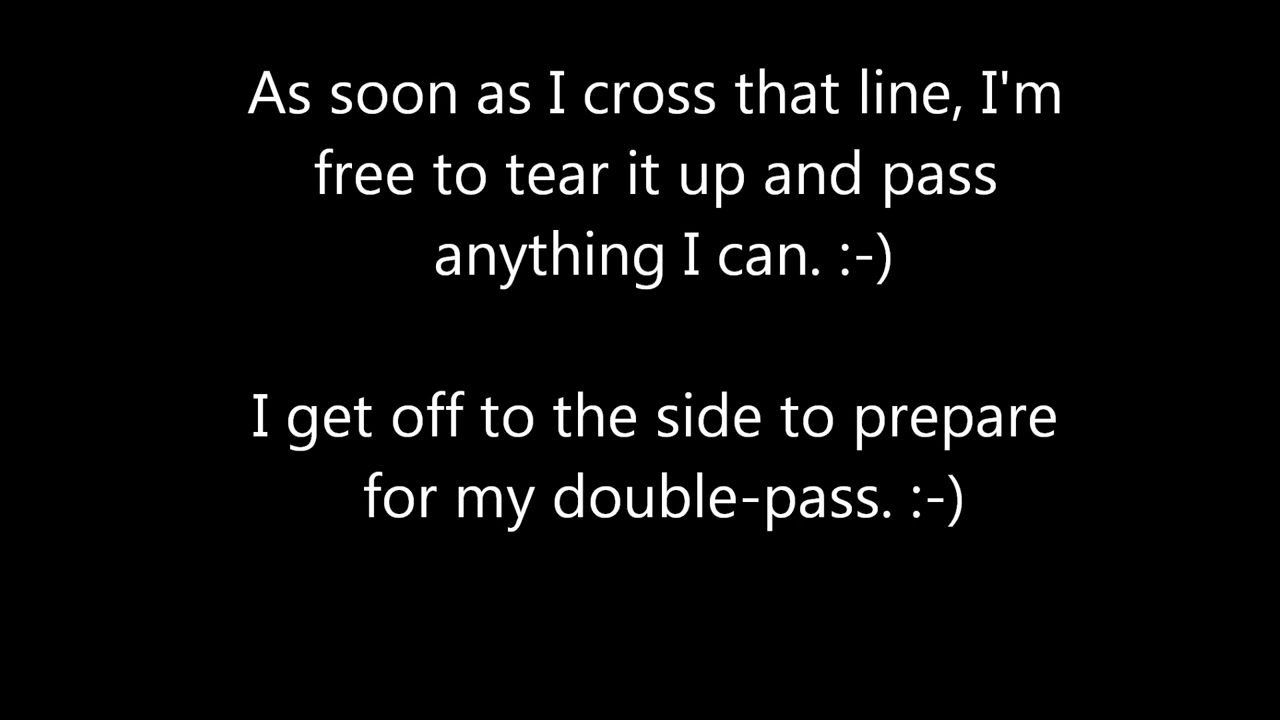 As soon as I cross that line, I'm
free to tear it up and pass
anything I can. :-)
I get off to the side to prepare
for my double-pass. :-)